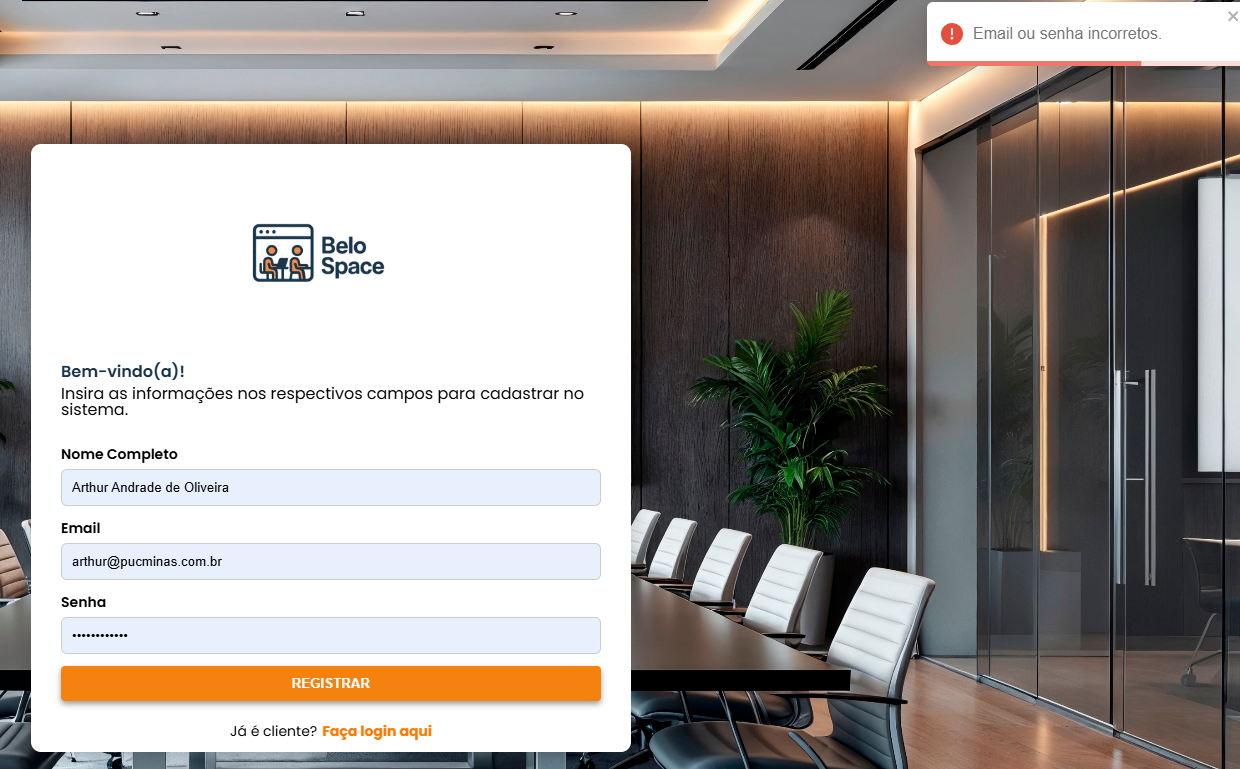 Email ou senha incorretos.
Belo
Space
Bem-vindo(a)!
Insira as informações nos respectivos campos para cadastrar no
sistema.
Nome Completo
Arthur Andrade de Oliveira
Email
arthur@pucminas.com.br
Senha
••••••••••••
REGISTRAR
Já é cliente? Faça login aqui